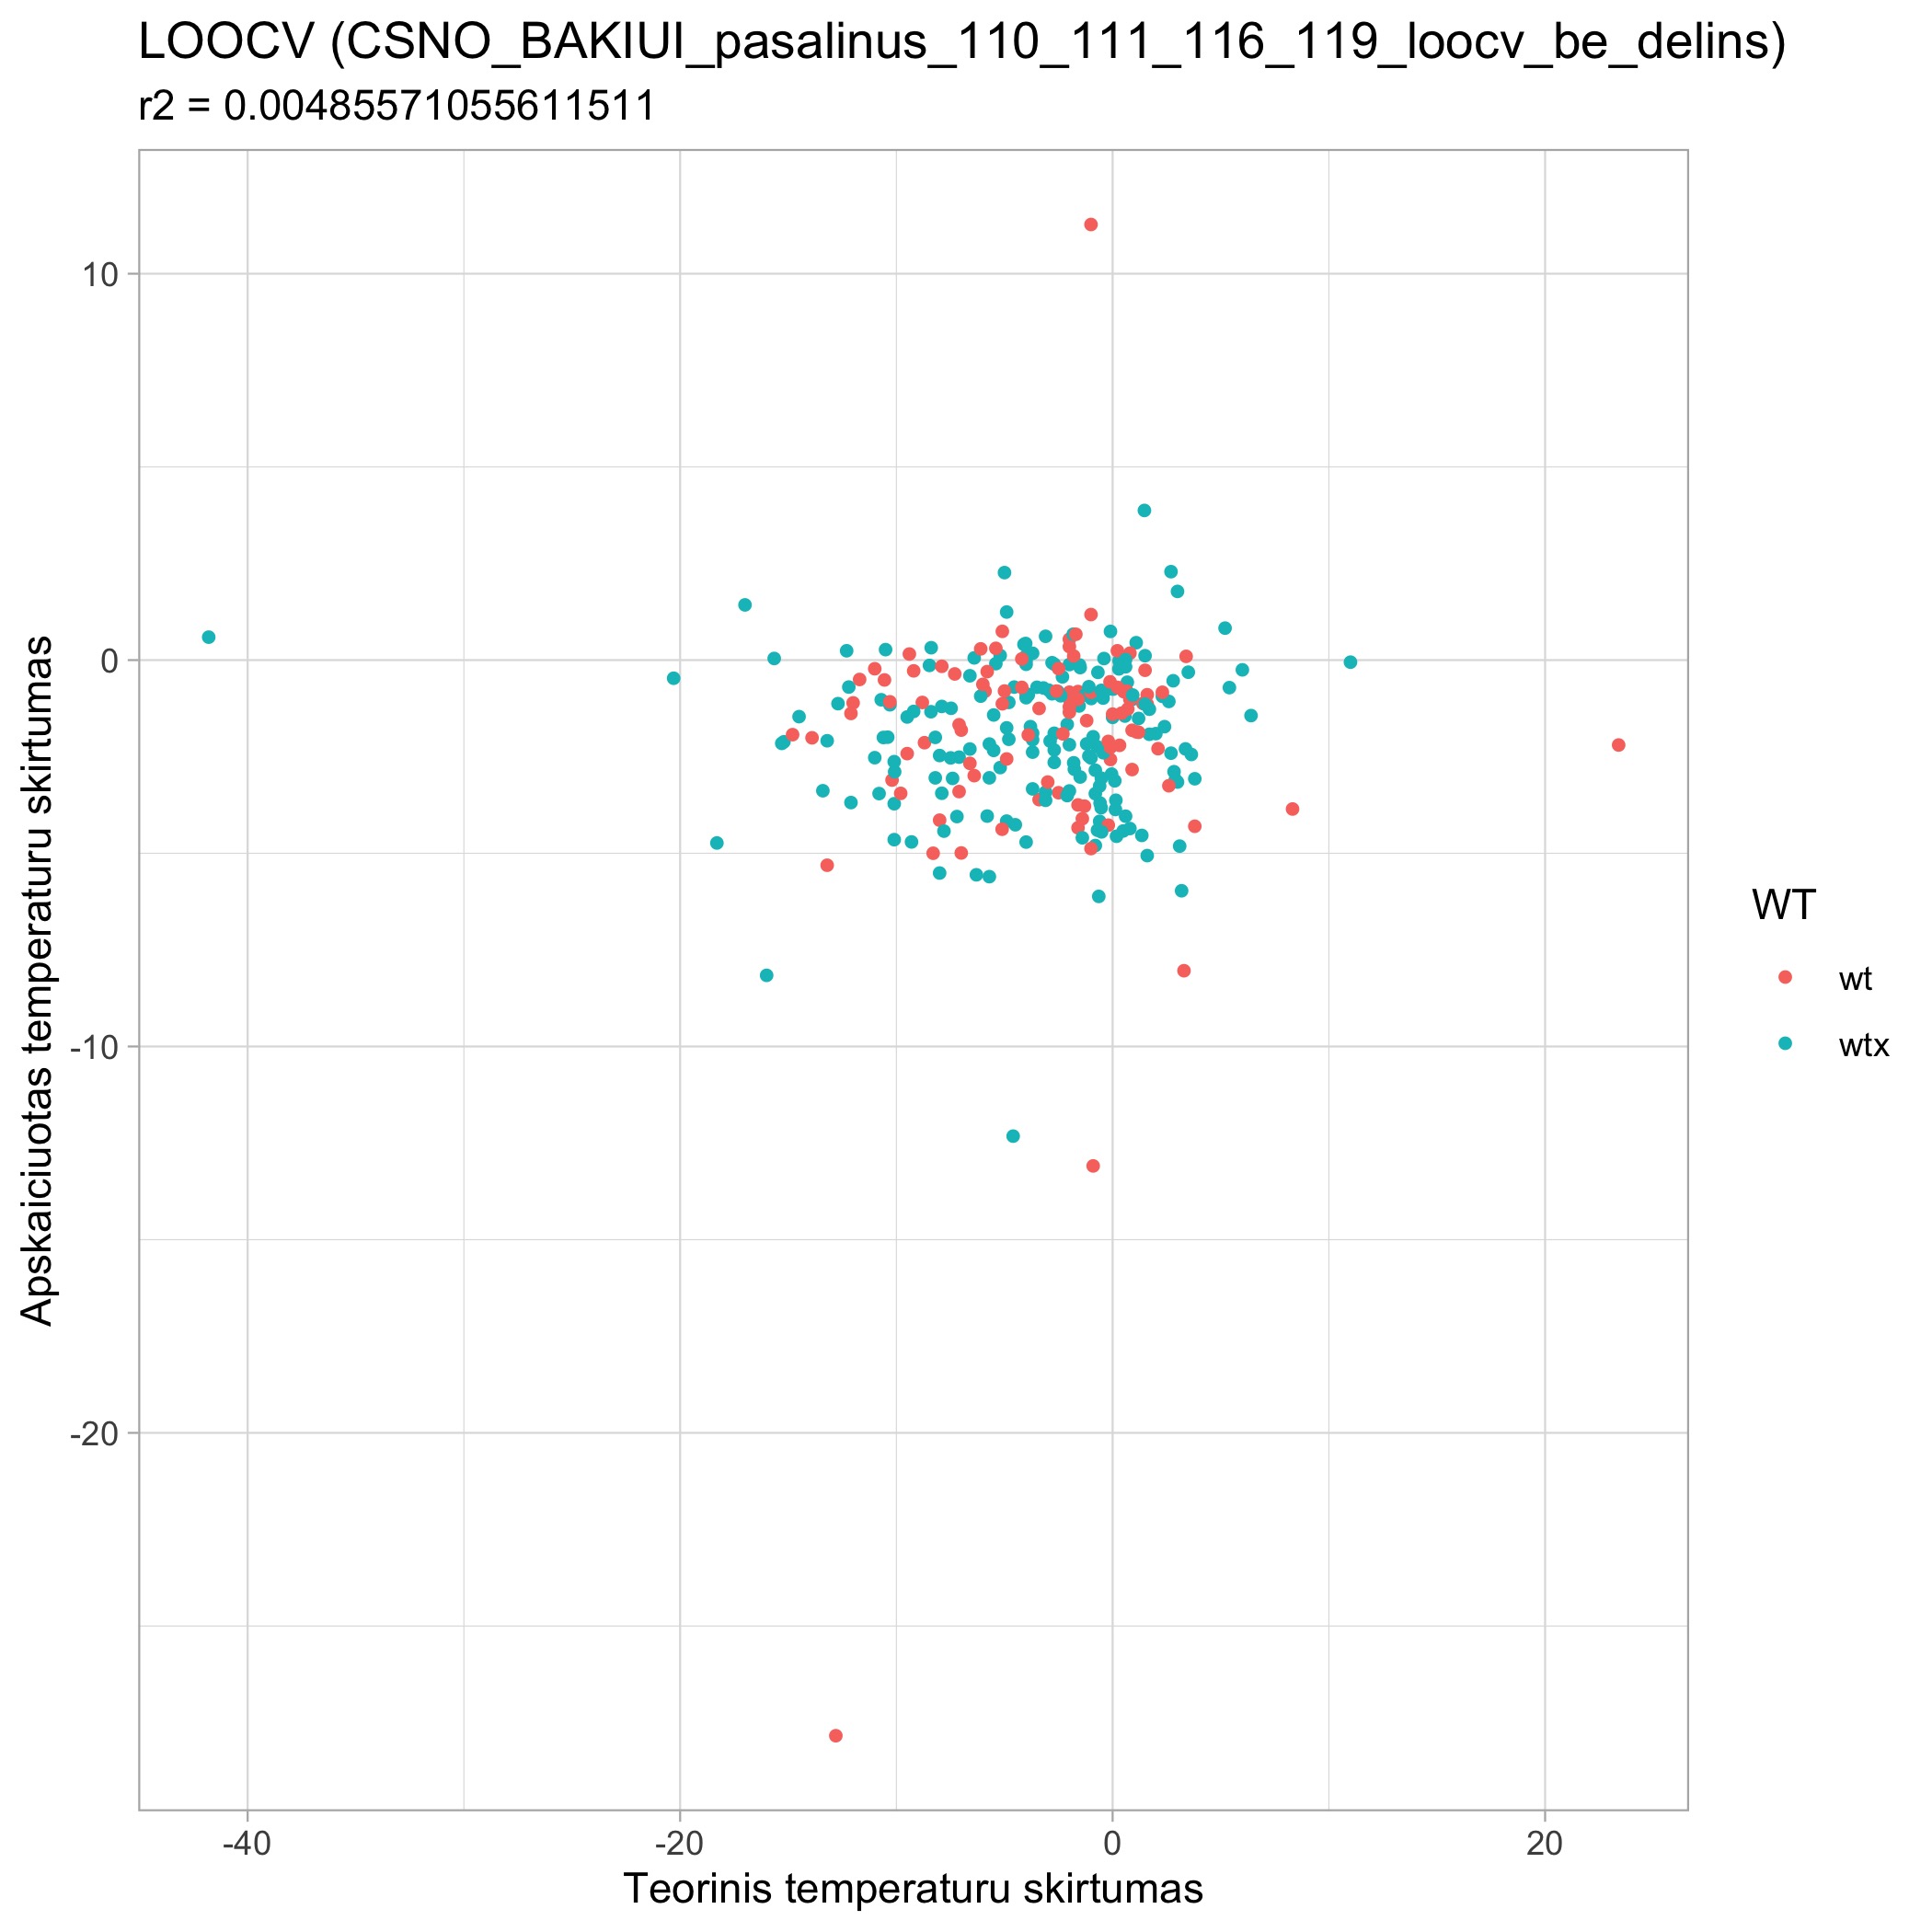 LOOCV (CSNO_BAKIUI_pasalinus_110_111_116_119_loocv_be_delins)
r2 = 0.00485571055611511
Apskaiciuotas temperaturu skirtumas
10
0
-10
-20
-40
-20
0
20
Teorinis temperaturu skirtumas
WT
wt
wtx